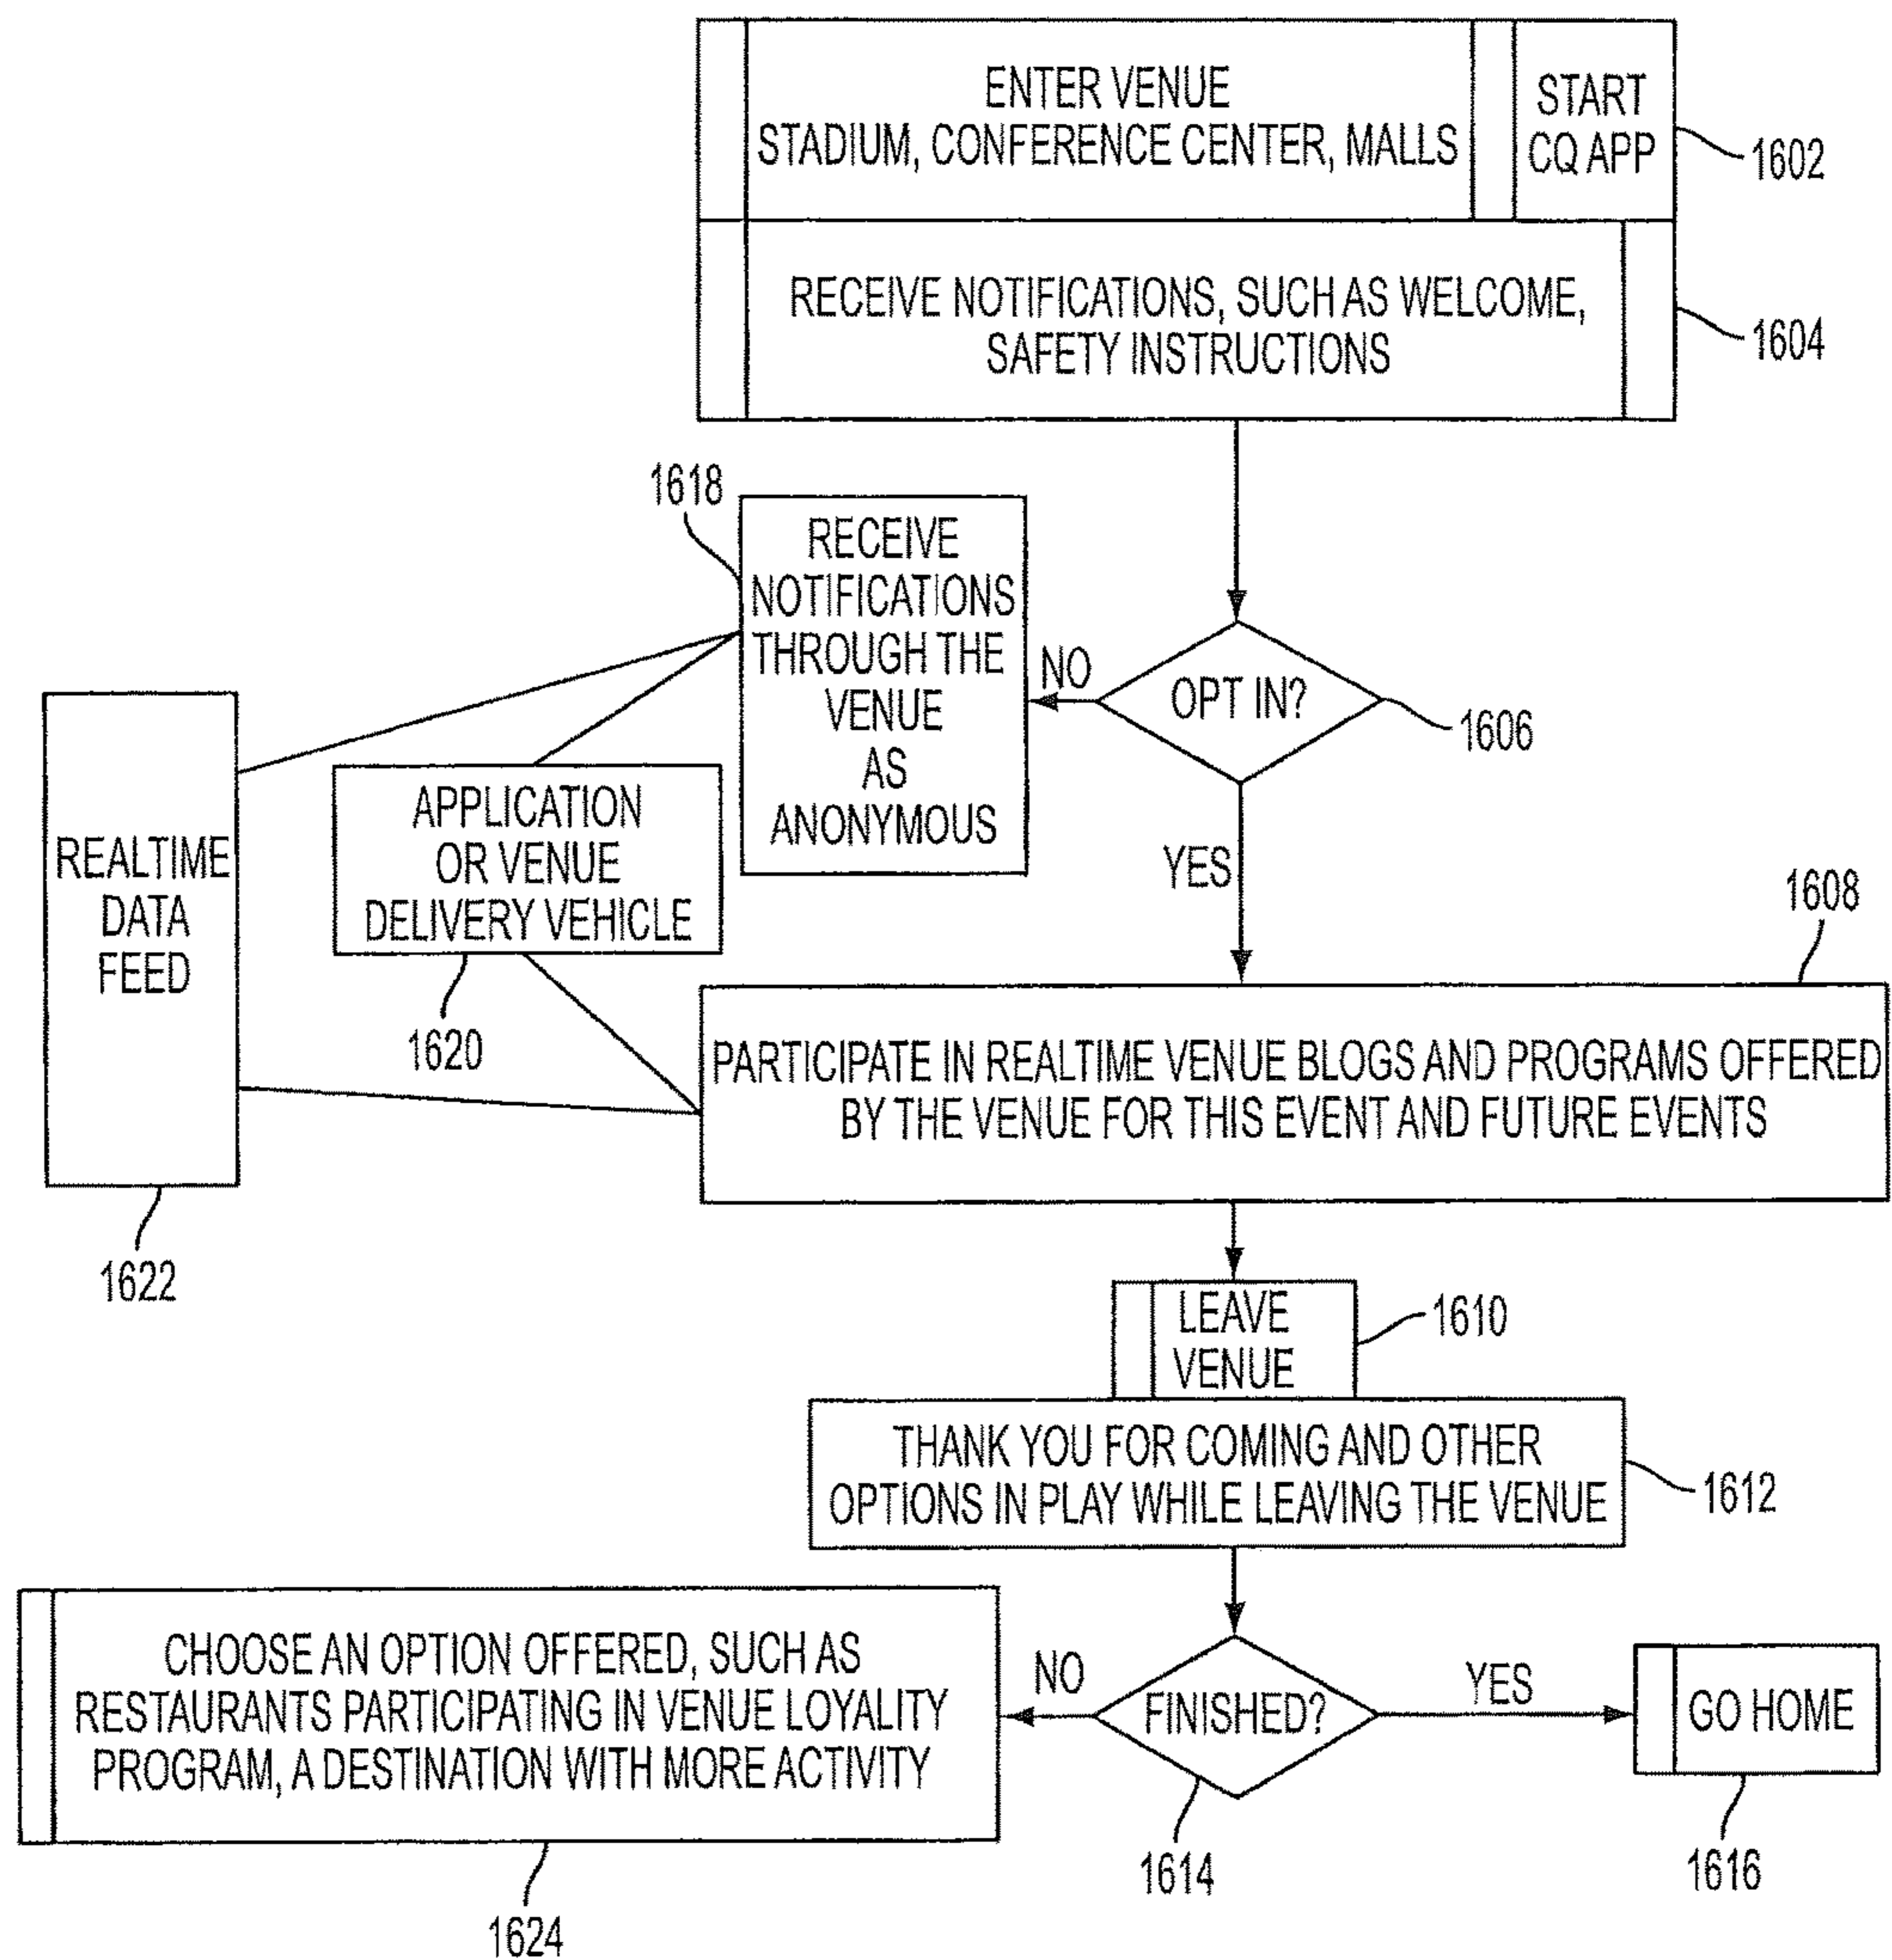 ENTER VENUE
STADIUM, CONFERENCE CENTER, MALLS
START
CQ APP
1602
RECEIVE NOTIFICATIONS, SUCH AS WELCOME,
SAFETY INSTRUCTIONS
1604
1618
RECEIVE
NOTIFICATIONS
THROUGH THE
VENUE
AS
ANONYMOUS
NO
OPT IN?
1606
YES
REALTIME
DATA
FEED
1622
APPLICATION
OR VENUE
DELIVERY VEHICLE
1620
1608
PARTICIPATE IN REALTIME VENUE BLOGS AND PROGRAMS OFFERED
BY THE VENUE FOR THIS EVENT AND FUTURE EVENTS
LEAVE
VENUE
1610
THANK YOU FOR COMING AND OTHER
OPTIONS IN PLAY WHILE LEAVING THE VENUE
1612
CHOOSE AN OPTION OFFERED, SUCH AS
RESTAURANTS PARTICIPATING IN VENUE LOYALITY
PROGRAM, A DESTINATION WITH MORE ACTIVITY
1624
NO
FINISHED?
1614
YES
GO HOME
1616